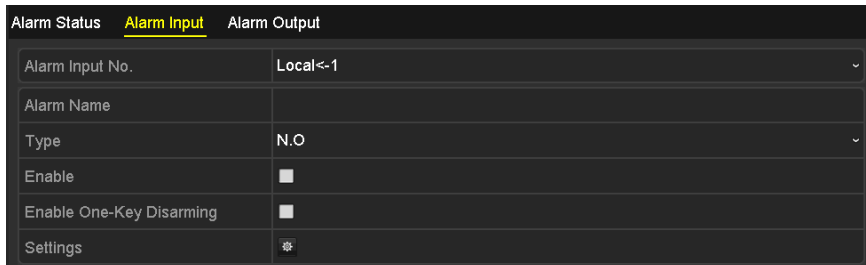 Alarm Status Alarm Input Alarm Output
Alarm Input No. Local<-1
Alarm Name
Type N.O
Enable
Enable One-Key Disarming
Settings